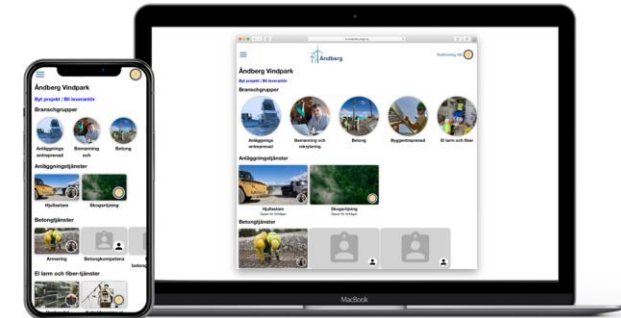 Åndberg Vindpark
Byt projekt | Bli leverantör
Branschgrupper
Anläggnings
entreprenad
Bemanning
och
Betong
Anläggningstjänster
Hjullastare
Skogsröjning
Betongtjänster
Armering
Betongkompetens
El larm och fiber-tjänster
Åndberg
Åndberg Vindpark
Byt projekt | Bli leverantör
Branschgrupper
Anläggnings
entreprenad
Bemanning och
rekrytering
Betong
Byggentreprenad
El larm och fiber
Anläggningstjänster
Hjullastare
Skogsröjning
Betongtjänster
MacBook